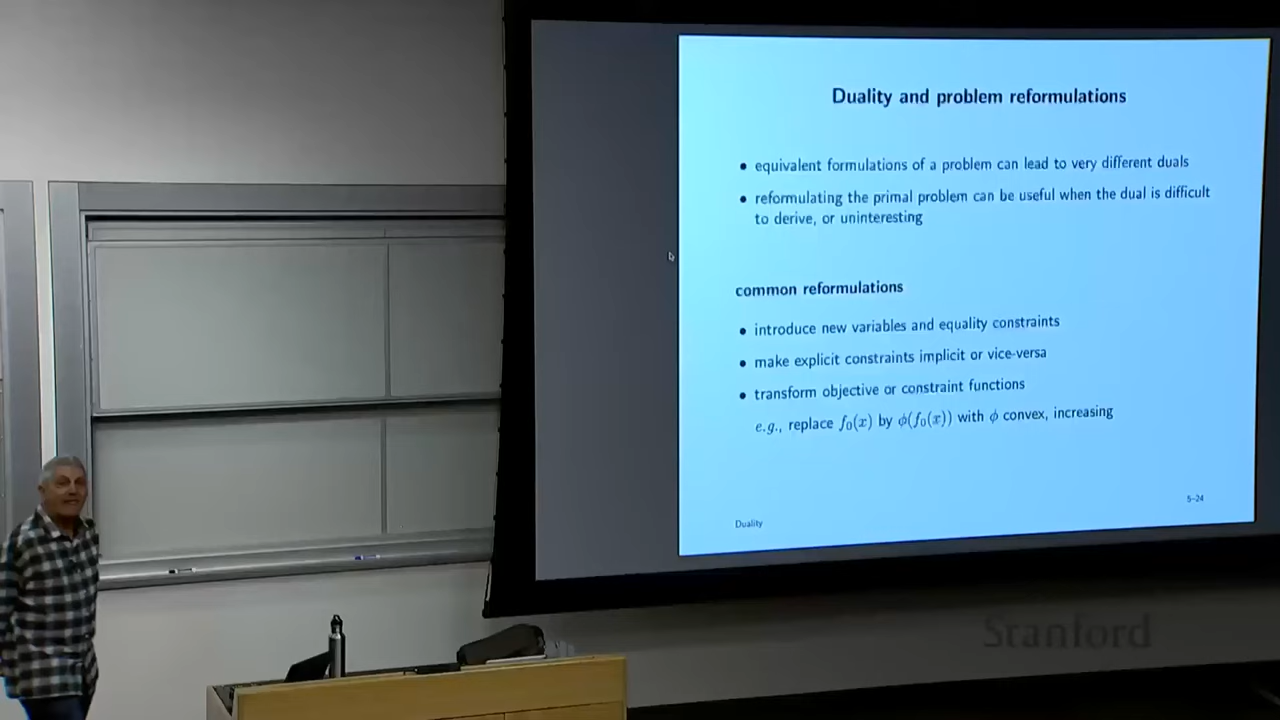 Duality and problem reformulations
• equivalent formulations of a problem can lead to very different duals
• reformulating the primal problem can be useful when the dual is difficult
to derive, or uninteresting
common reformulations
• introduce new variables and equality constraints
• make explicit constraints implicit or vice-versa
• transform objective or constraint functions
e.g., replace f₀(x) by ϕ(f₀(x)) with ϕ convex, increasing
5-24
Duality
Stanford